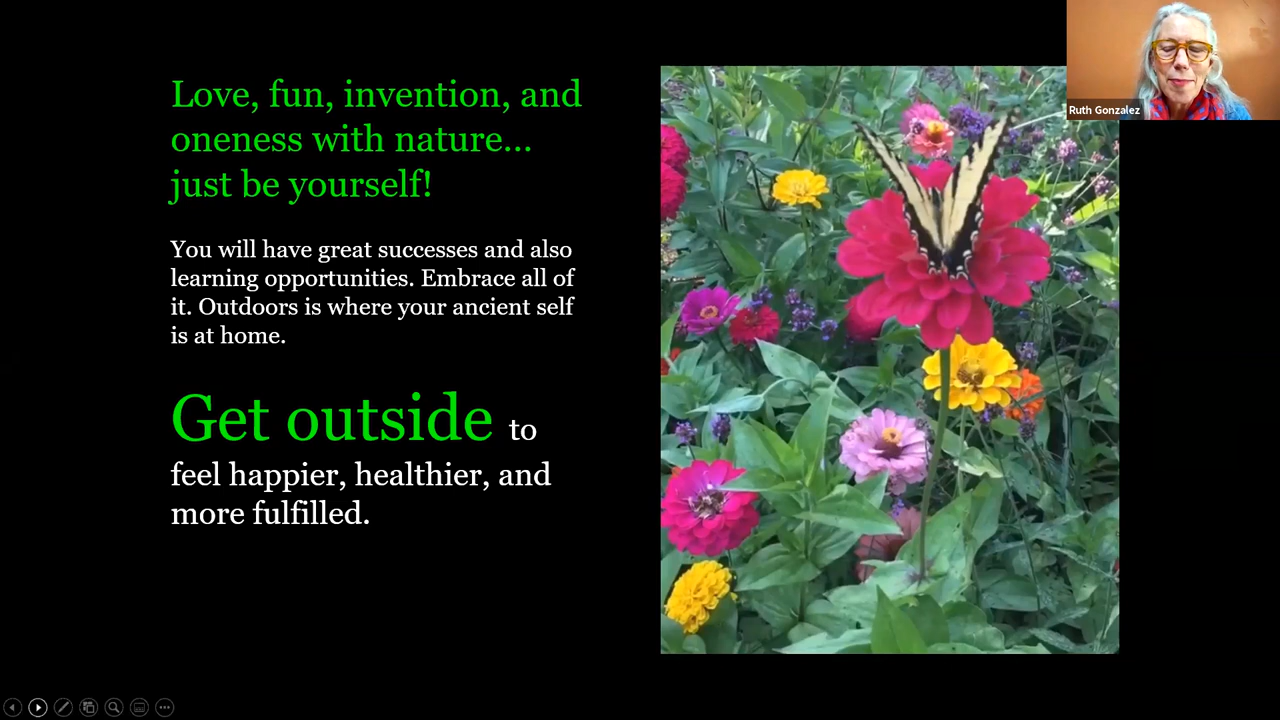 Love, fun, invention, and
oneness with nature...
just be yourself!
You will have great successes and also
learning opportunities. Embrace all of
it. Outdoors is where your ancient self
is at home.
Get outside to
feel happier, healthier, and
more fulfilled.
Ruth Gonzalez